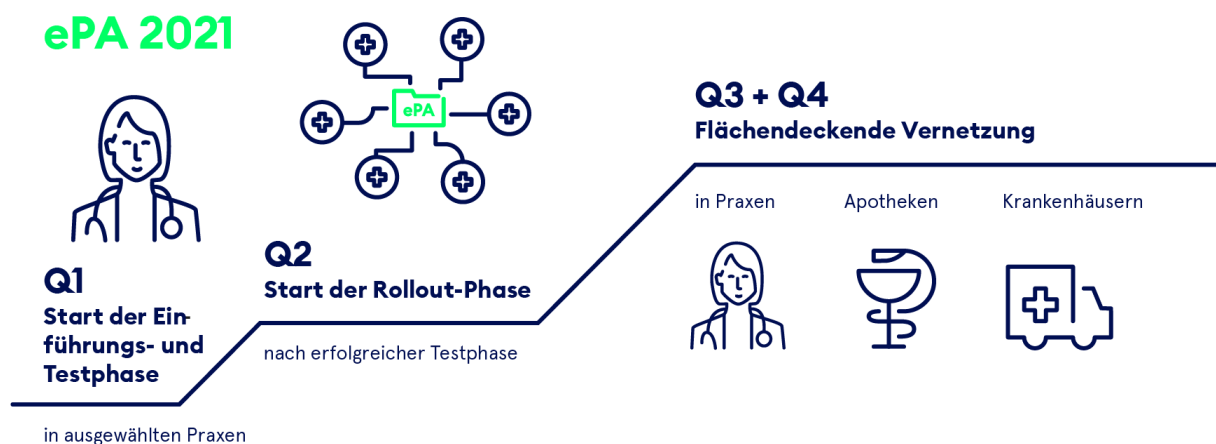 ePA 2021
ePA
Q1
Start der Ein-
führungs- und
Testphase
in ausgewählten Praxen
Q2
Start der Rollout-Phase
nach erfolgreicher Testphase
Q3 + Q4
Flächendeckende Vernetzung
in Praxen
Apotheken
Krankenhäusern